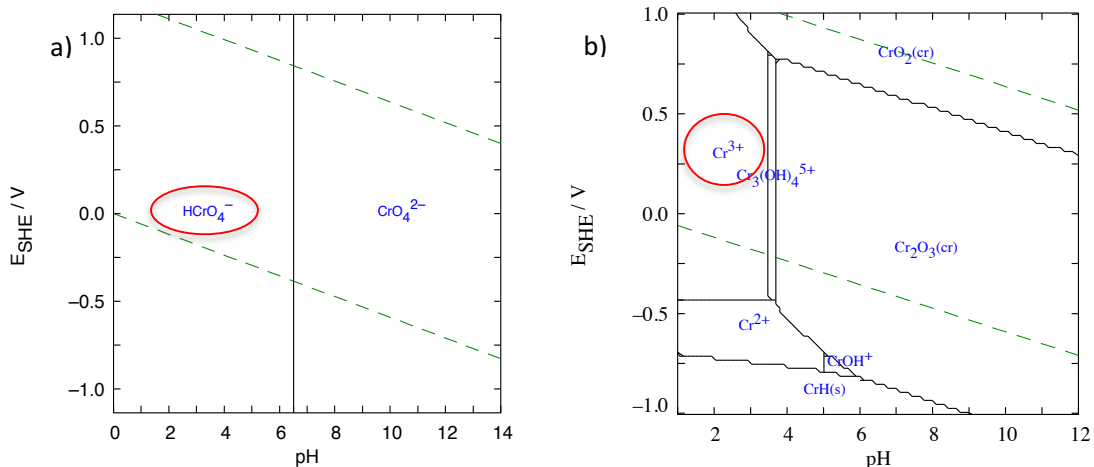 a)
1.0
0.5
0.0
−0.5
−1.0
E_SHE / V
HCrO₄⁻
CrO₄²⁻
0 2 4 6 8 10 12 14
pH
b)
1.0
0.5
0.0
−0.5
−1.0
E_SHE / V
CrO₂(cr)
Cr³⁺
Cr₃(OH)₄⁵⁺
Cr₂O₃(cr)
Cr²⁺
CrOH⁺
CrH(s)
2 4 6 8 10 12
pH